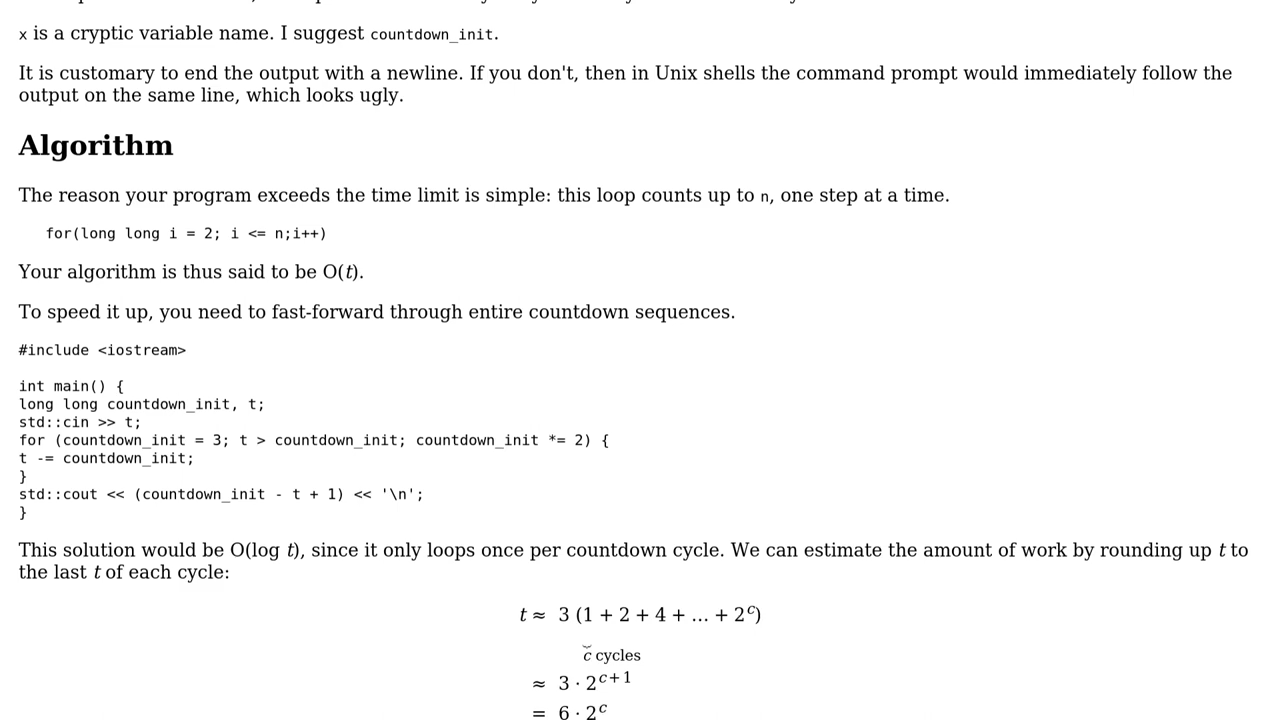 x is a cryptic variable name. I suggest countdown_init.
It is customary to end the output with a newline. If you don't, then in Unix shells the command prompt would immediately follow the
output on the same line, which looks ugly.
Algorithm
The reason your program exceeds the time limit is simple: this loop counts up to n, one step at a time.
for(long long i = 2; i <= n;i++)
Your algorithm is thus said to be O(t).
To speed it up, you need to fast-forward through entire countdown sequences.
#include <iostream>
int main() {
long long countdown_init, t;
std::cin >> t;
for (countdown_init = 3; t > countdown_init; countdown_init *= 2) {
t -= countdown_init;
}
std::cout << (countdown_init - t + 1) << '\n';
}
This solution would be O(log t), since it only loops once per countdown cycle. We can estimate the amount of work by rounding up t to
the last t of each cycle:
t ≈ 3 (1 + 2 + 4 + … + 2^c)
c cycles
≈ 3 · 2^{c+1}
= 6 · 2^c